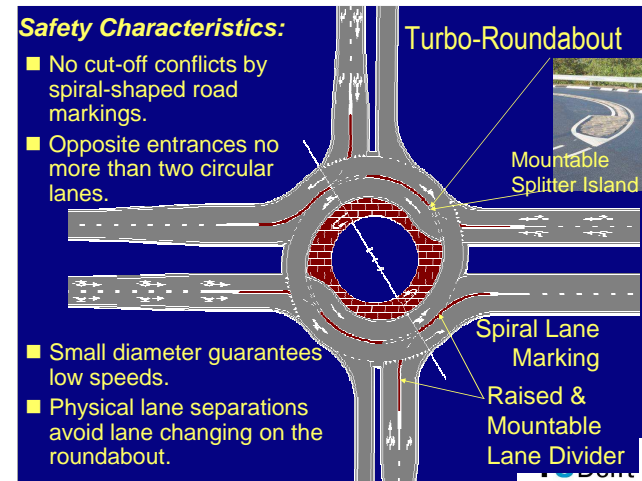 Safety Characteristics:
Turbo-Roundabout
■ No cut-off conflicts by
spiral-shaped road
markings.
■ Opposite entrances no
more than two circular
lanes.
Mountable
Splitter Island
■ Small diameter guarantees
low speeds.
■ Physical lane separations
avoid lane changing on the
roundabout.
Spiral Lane
Marking
Raised &
Mountable
Lane Divider